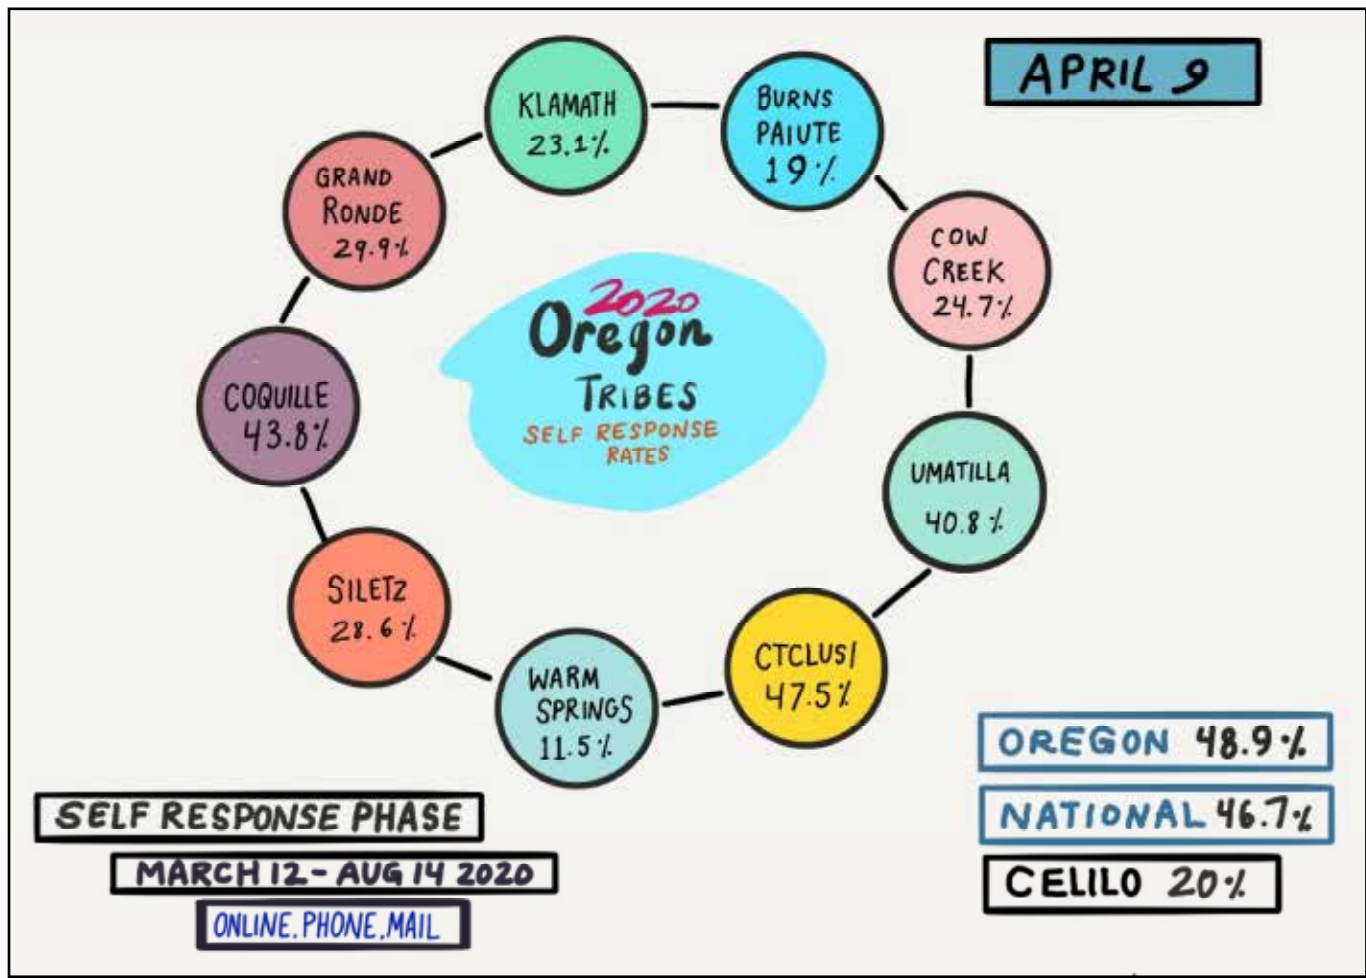 APRIL 9
KLAMATH
23.1%
BURNS
PAIUTE
19%
GRAND
RONDE
29.9%
COW
CREEK
24.7%
2020
Oregon
TRIBES
SELF RESPONSE
RATES
COQUILLE
43.8%
UMATILLA
40.8%
SILETZ
28.6%
CTCLUSI
47.5%
WARM
SPRINGS
11.5%
OREGON 48.9%
NATIONAL 46.7%
CELILO 20%
SELF RESPONSE PHASE
MARCH 12 - AUG 14 2020
ONLINE.PHONE.MAIL